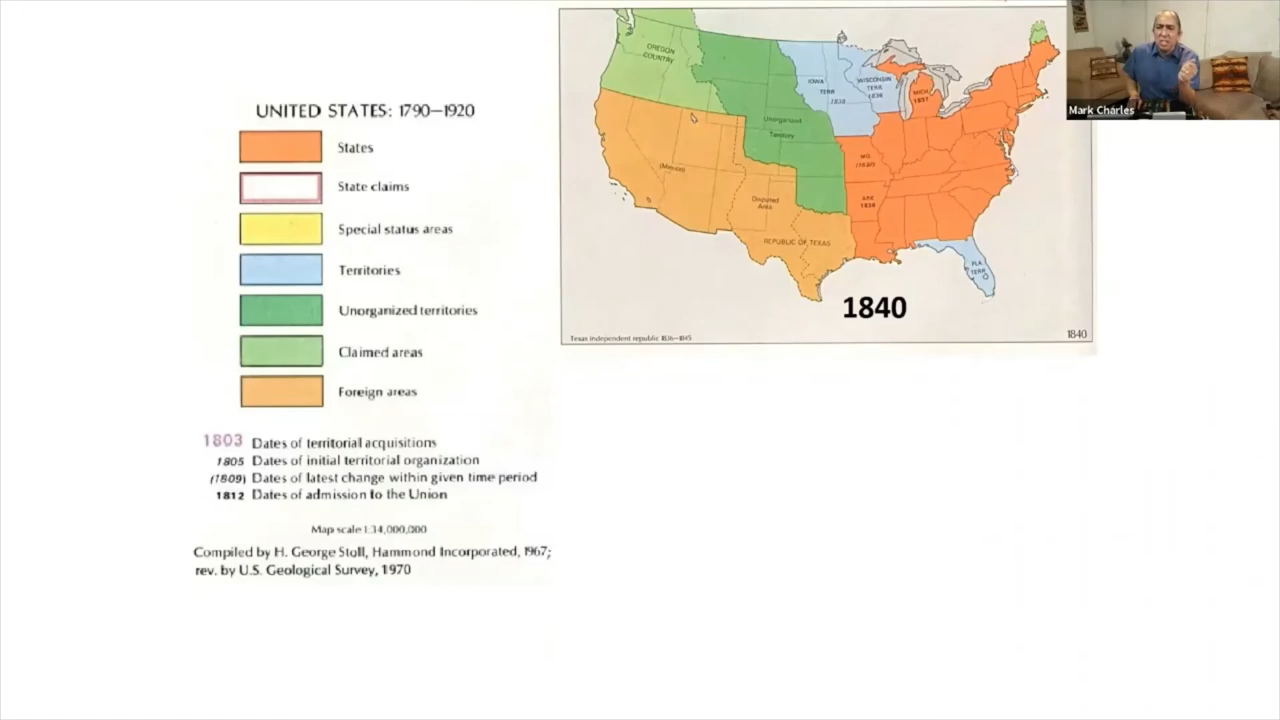 UNITED STATES: 1790–1920
States
State claims
Special status areas
Territories
Unorganized territories
Claimed areas
Foreign areas
1803 Dates of territorial acquisitions
1805 Dates of initial territorial organization
(1809) Dates of latest change within given time period
1812 Dates of admission to the Union
Map scale 1:34,000,000
Compiled by H. George Stoll, Hammond Incorporated, 1967;
rev. by U.S. Geological Survey, 1970
OREGON
COUNTRY
IOWA
TERR
1838
WISCONSIN
TERR
1836
MICH
1837
Unorganized
Territory
(Mexico)
MO
(1837)
ARK
1836
Disputed
Area
REPUBLIC OF TEXAS
FLA
TERR
1840
Texas independent republic 1836–1845
1840
Mark Charles